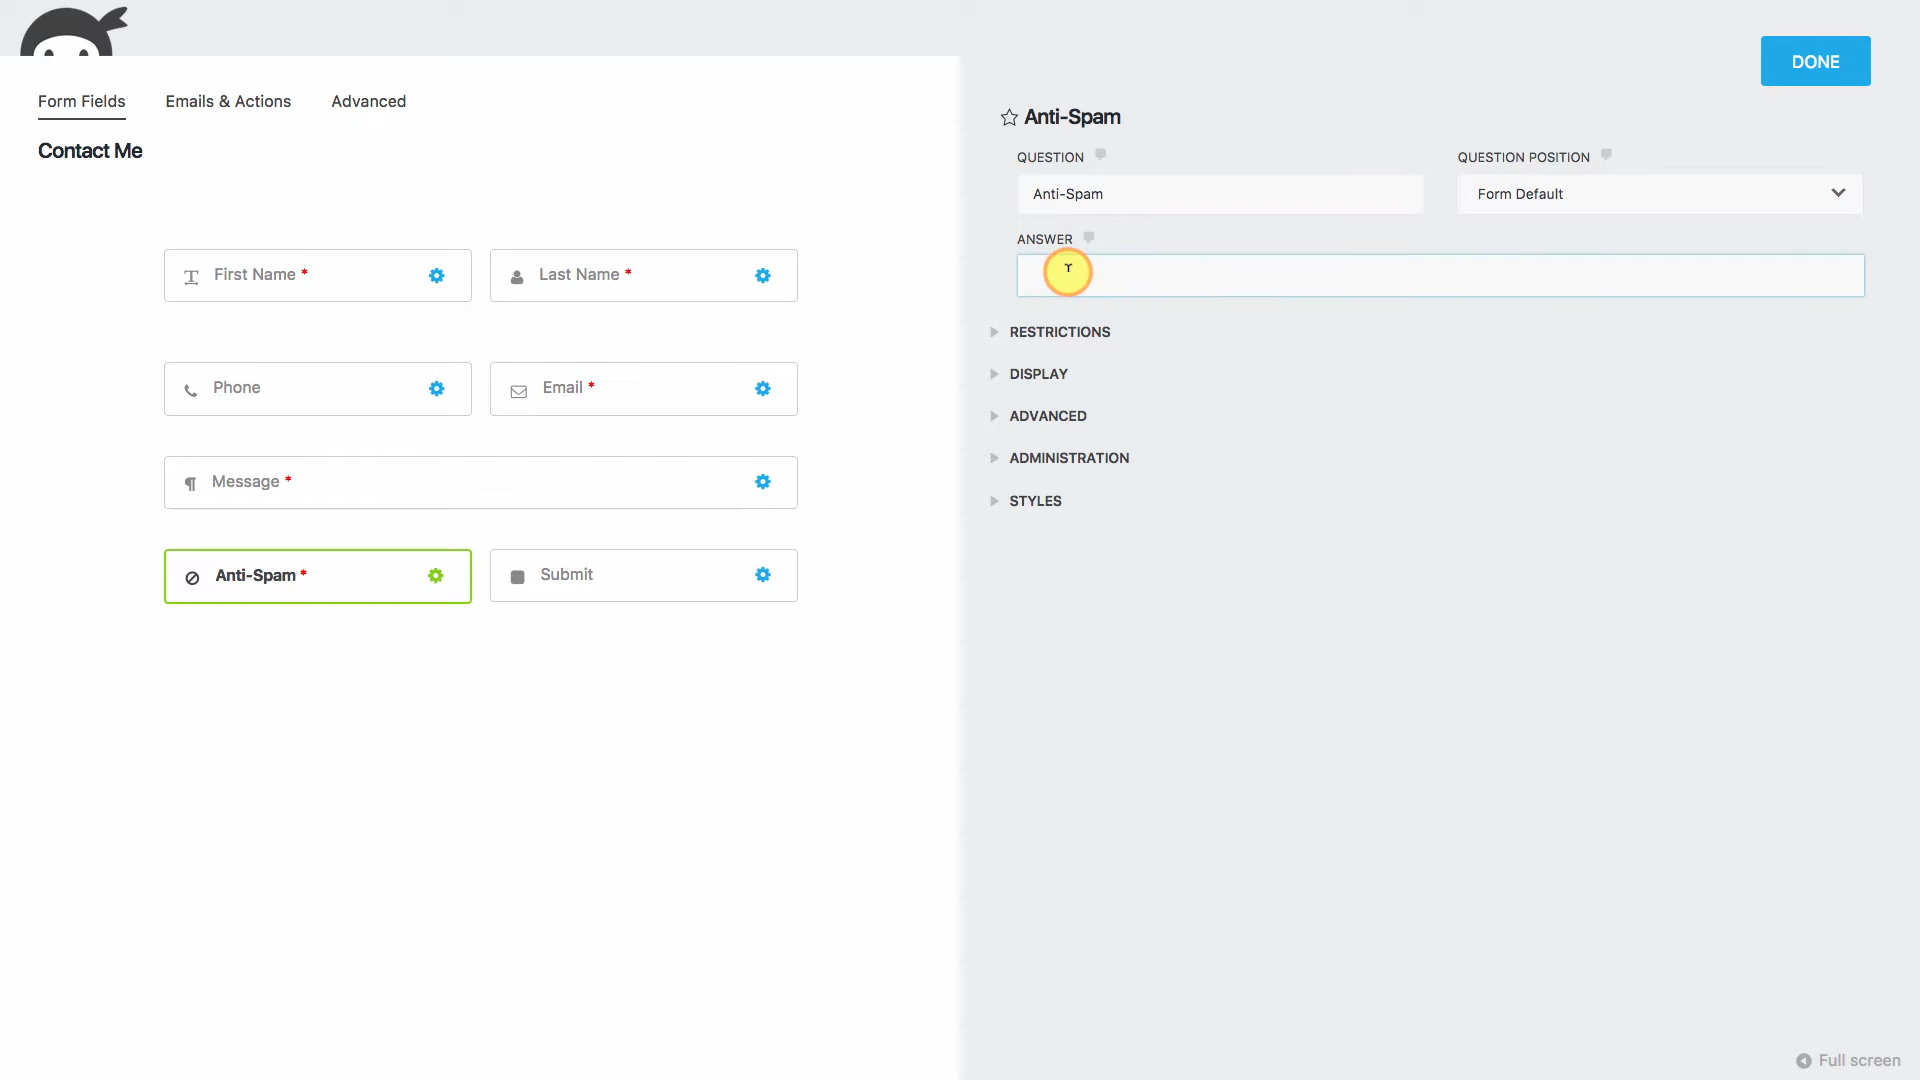 DONE
Form Fields
Emails & Actions
Advanced
Contact Me
First Name *
Last Name *
Phone
Email *
Message *
Anti-Spam *
Submit
Anti-Spam
QUESTION
QUESTION POSITION
Anti-Spam
Form Default
ANSWER
RESTRICTIONS
DISPLAY
ADVANCED
ADMINISTRATION
STYLES
Full screen